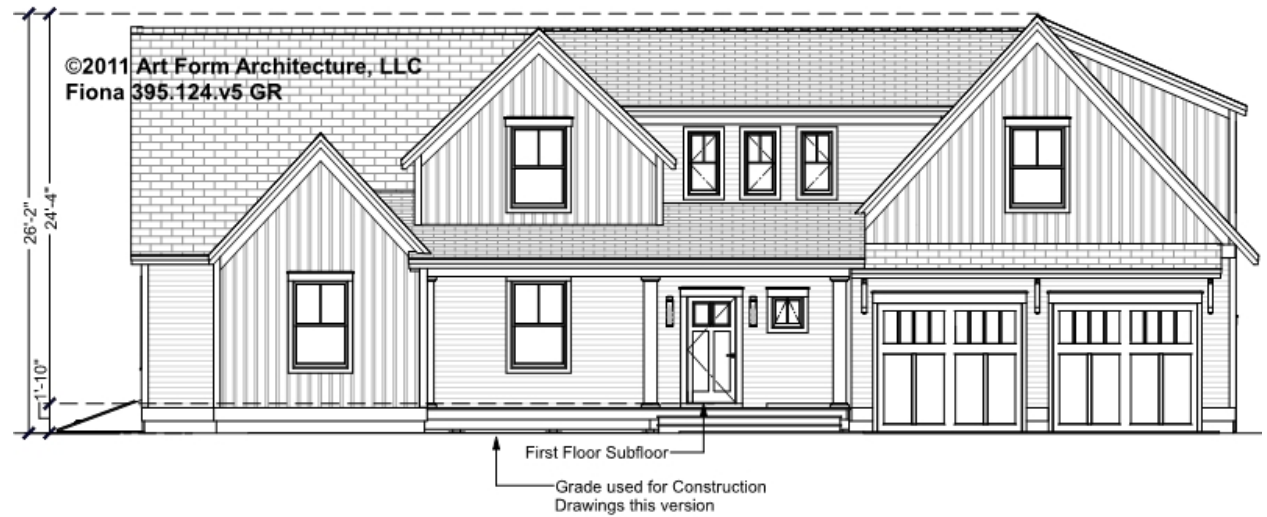 ©2011 Art Form Architecture, LLC
Fiona 395.124.v5 GR
26'-2"
24'-4"
1'-10"
First Floor Subfloor
Grade used for Construction
Drawings this version